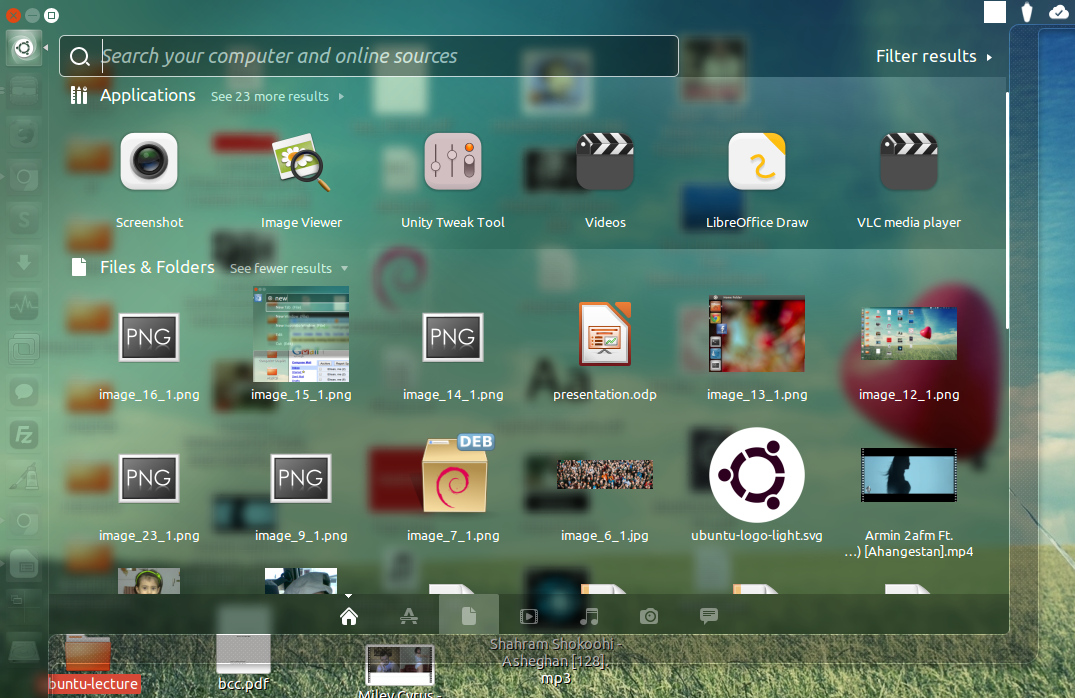 Search your computer and online sources
Filter results
Applications See 23 more results
Screenshot
Image Viewer
Unity Tweak Tool
Videos
LibreOffice Draw
VLC media player
Files & Folders See fewer results
PNG
new
PNG
image_16_1.png
image_15_1.png
image_14_1.png
presentation.odp
image_13_1.png
image_12_1.png
PNG
PNG
DEB
image_23_1.png
image_9_1.png
image_7_1.png
image_6_1.jpg
ubuntu-logo-light.svg
Armin 2afm Ft.
...) [Ahangestan].mp4
Shahram Shokoohi -
Asheghan [128].
mp3
buntu-lecture
bcc.pdf
Miley Cyrus -